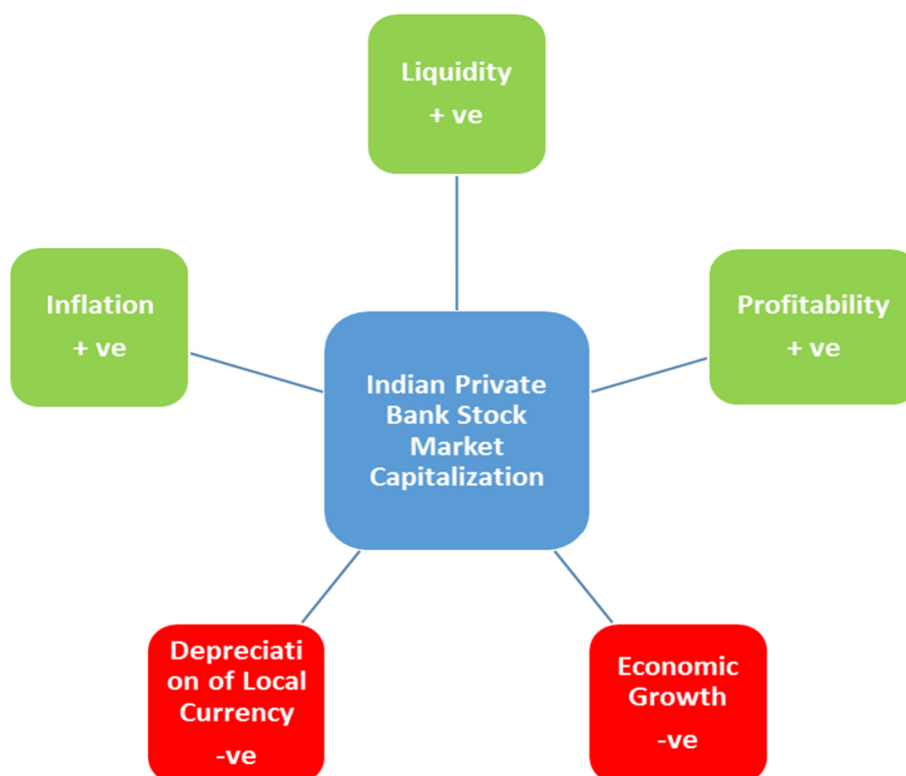 Liquidity
+ ve
Inflation
+ ve
Profitability
+ ve
Indian Private
Bank Stock
Market
Capitalization
Depreciati
on of Local
Currency
-ve
Economic
Growth
-ve